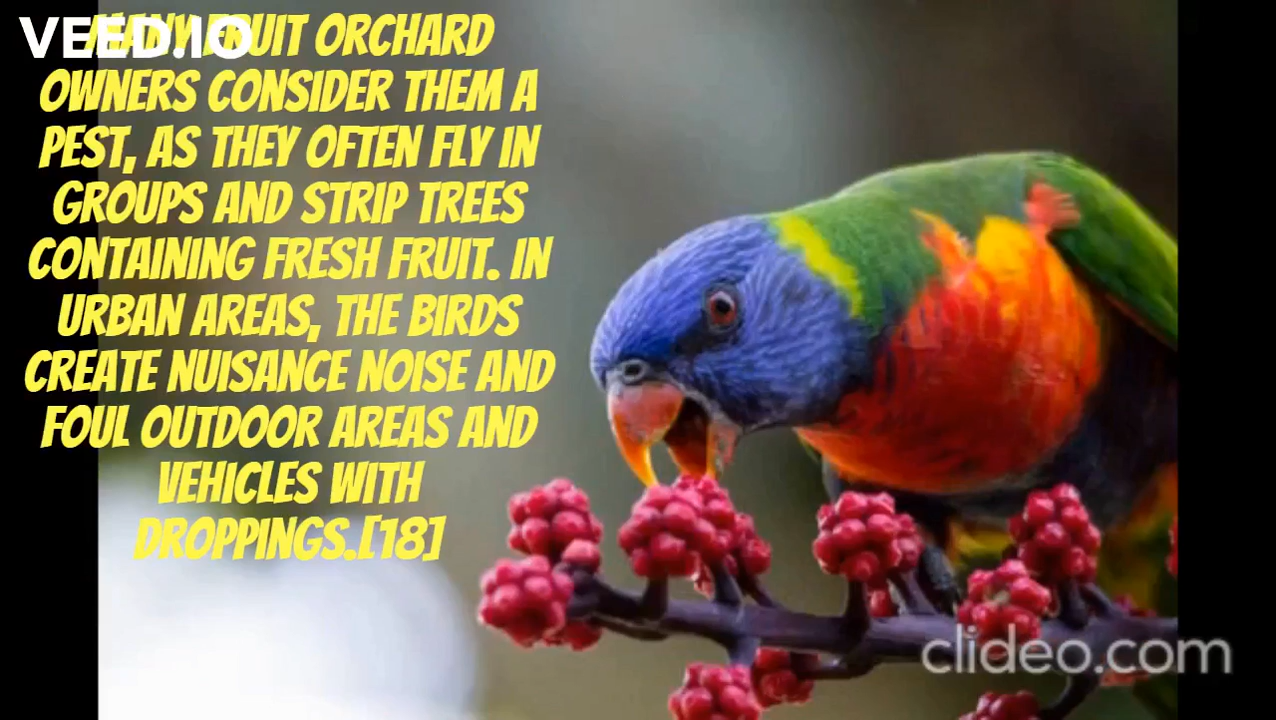 VEED.IO
MANY FRUIT ORCHARD
OWNERS CONSIDER THEM A
PEST, AS THEY OFTEN FLY IN
GROUPS AND STRIP TREES
CONTAINING FRESH FRUIT. IN
URBAN AREAS, THE BIRDS
CREATE NUISANCE NOISE AND
FOUL OUTDOOR AREAS AND
VEHICLES WITH
DROPPINGS.[18]
clideo.com